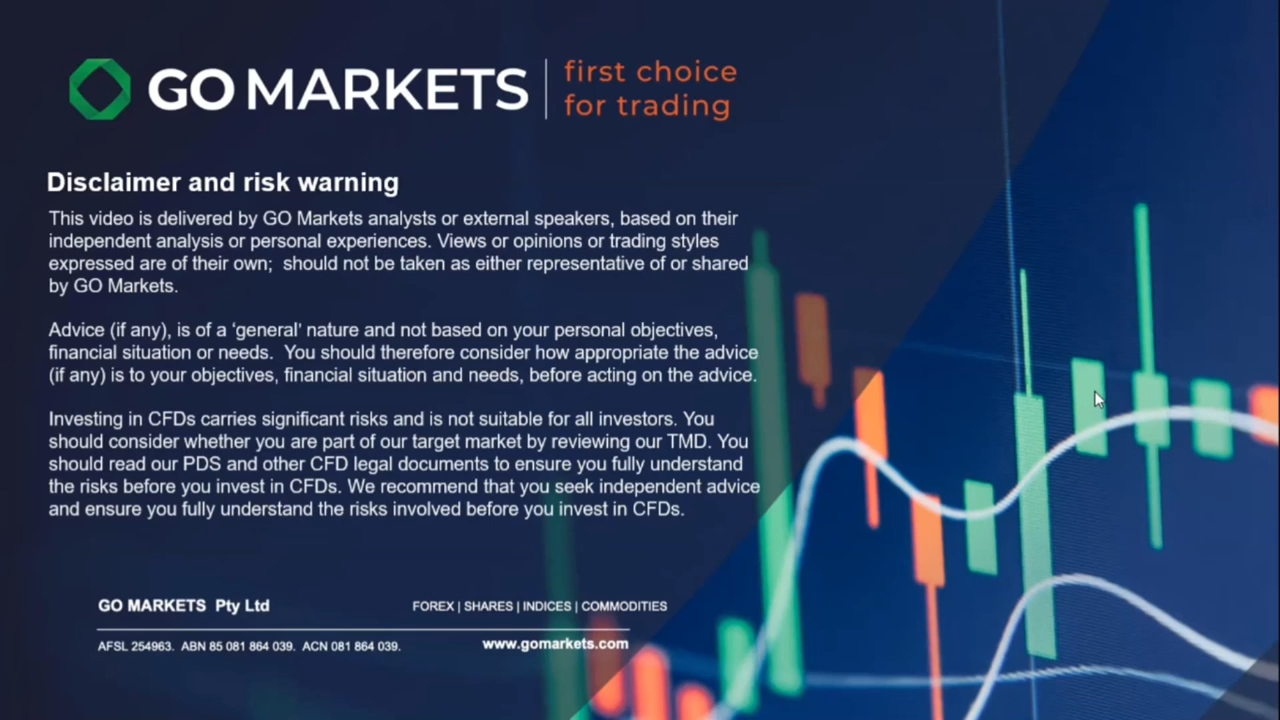 GO MARKETS
first choice
for trading
Disclaimer and risk warning
This video is delivered by GO Markets analysts or external speakers, based on their
independent analysis or personal experiences. Views or opinions or trading styles
expressed are of their own;  should not be taken as either representative of or shared
by GO Markets.
Advice (if any), is of a ‘general’ nature and not based on your personal objectives,
financial situation or needs.  You should therefore consider how appropriate the advice
(if any) is to your objectives, financial situation and needs, before acting on the advice.
Investing in CFDs carries significant risks and is not suitable for all investors. You
should consider whether you are part of our target market by reviewing our TMD. You
should read our PDS and other CFD legal documents to ensure you fully understand
the risks before you invest in CFDs. We recommend that you seek independent advice
and ensure you fully understand the risks involved before you invest in CFDs.
GO MARKETS  Pty Ltd
FOREX | SHARES | INDICES | COMMODITIES
AFSL 254963.  ABN 85 081 864 039.  ACN 081 864 039.
www.gomarkets.com